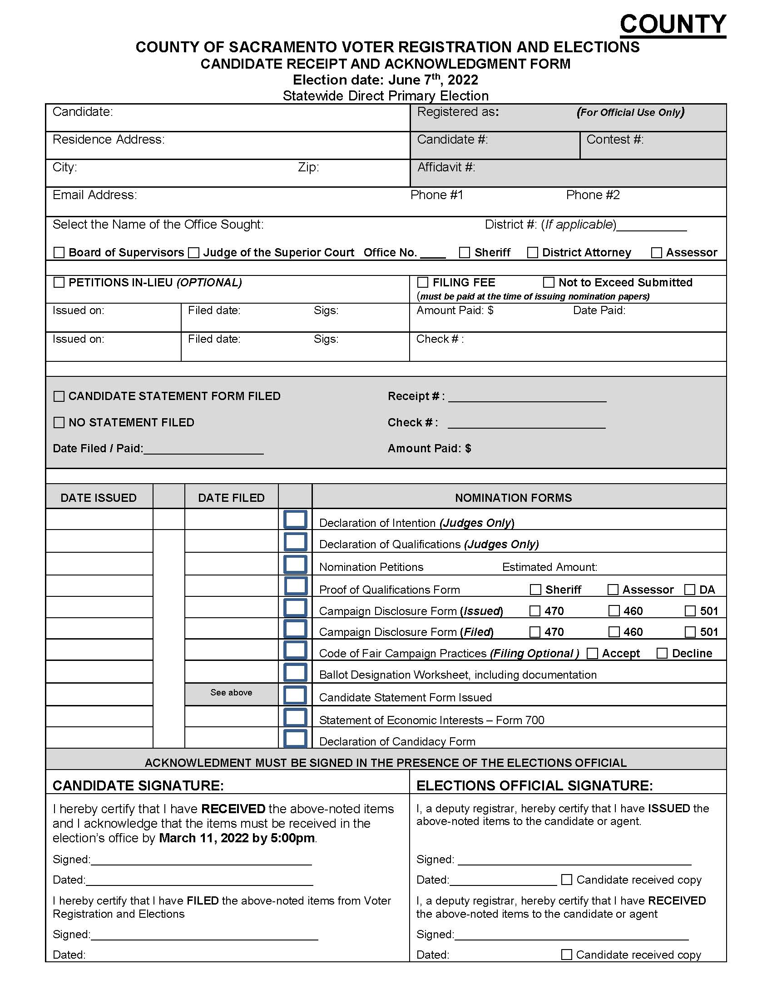 COUNTY
COUNTY OF SACRAMENTO VOTER REGISTRATION AND ELECTIONS
CANDIDATE RECEIPT AND ACKNOWLEDGMENT FORM
Election date: June 7th, 2022
Statewide Direct Primary Election
Candidate: Registered as: (For Official Use Only)
Residence Address: Candidate #: Contest #:
City: Zip: Affidavit #:
Email Address: Phone #1 Phone #2
Select the Name of the Office Sought: District #: (If applicable)___________
☐ Board of Supervisors ☐ Judge of the Superior Court Office No. ____ ☐ Sheriff ☐ District Attorney ☐ Assessor
☐ PETITIONS IN-LIEU (OPTIONAL) ☐ FILING FEE ☐ Not to Exceed Submitted
(must be paid at the time of issuing nomination papers)
Issued on: Filed date: Sigs: Amount Paid: $ Date Paid:
Issued on: Filed date: Sigs: Check # :
☐ CANDIDATE STATEMENT FORM FILED Receipt # : _________________________
☐ NO STATEMENT FILED Check # : _________________________
Date Filed / Paid:___________________ Amount Paid: $
DATE ISSUED DATE FILED NOMINATION FORMS
☐ Declaration of Intention (Judges Only)
☐ Declaration of Qualifications (Judges Only)
☐ Nomination Petitions Estimated Amount:
☐ Proof of Qualifications Form ☐ Sheriff ☐ Assessor ☐ DA
☐ Campaign Disclosure Form (Issued) ☐ 470 ☐ 460 ☐ 501
☐ Campaign Disclosure Form (Filed) ☐ 470 ☐ 460 ☐ 501
☐ Code of Fair Campaign Practices (Filing Optional ) ☐ Accept ☐ Decline
☐ Ballot Designation Worksheet, including documentation
See above ☐ Candidate Statement Form Issued
☐ Statement of Economic Interests – Form 700
☐ Declaration of Candidacy Form
ACKNOWLEDMENT MUST BE SIGNED IN THE PRESENCE OF THE ELECTIONS OFFICIAL
CANDIDATE SIGNATURE:
I hereby certify that I have RECEIVED the above-noted items
and I acknowledge that the items must be received in the
election's office by March 11, 2022 by 5:00pm.
Signed:___________________________________
Dated:____________________________________
I hereby certify that I have FILED the above-noted items from Voter
Registration and Elections
Signed:____________________________________
Dated:
ELECTIONS OFFICIAL SIGNATURE:
I, a deputy registrar, hereby certify that I have ISSUED the
above-noted items to the candidate or agent.
Signed: _____________________________________
Dated:_________________ ☐ Candidate received copy
I, a deputy registrar, hereby certify that I have RECEIVED
the above-noted items to the candidate or agent
Signed:_____________________________________
Dated: ☐ Candidate received copy